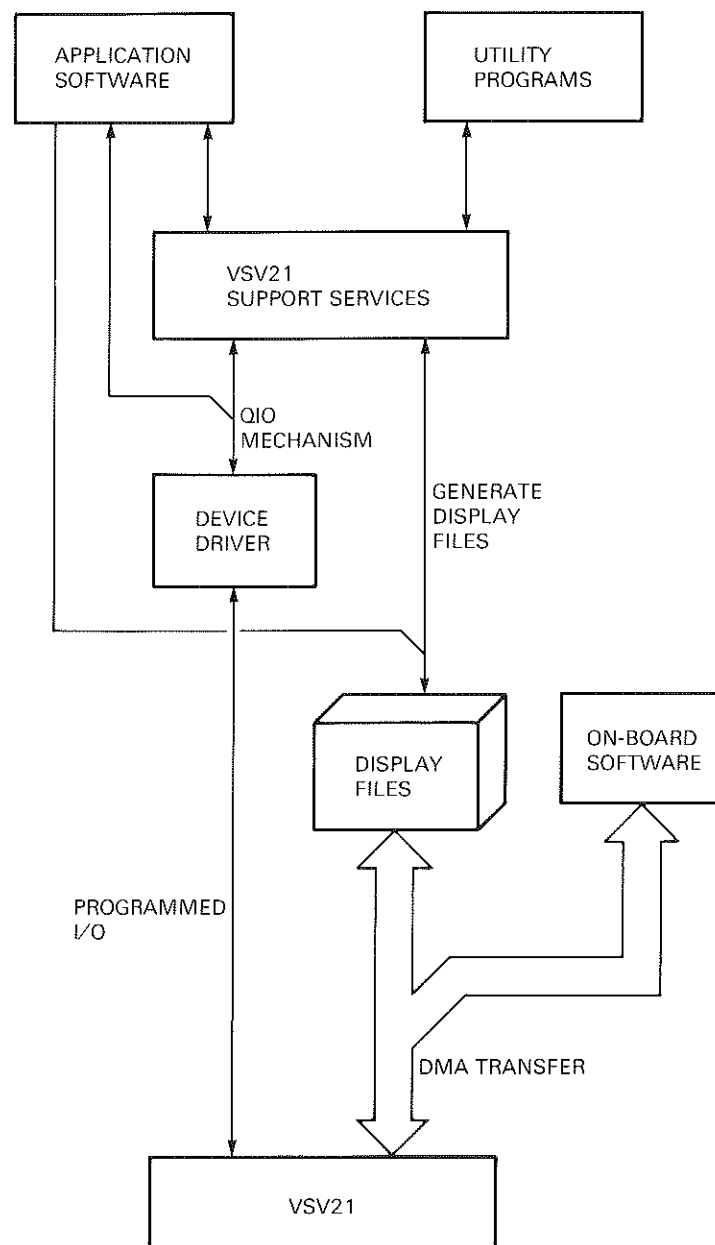 APPLICATION
SOFTWARE
UTILITY
PROGRAMS
VSV21
SUPPORT SERVICES
QIO
MECHANISM
DEVICE
DRIVER
GENERATE
DISPLAY
FILES
DISPLAY
FILES
ON-BOARD
SOFTWARE
PROGRAMMED
I/O
DMA TRANSFER
VSV21